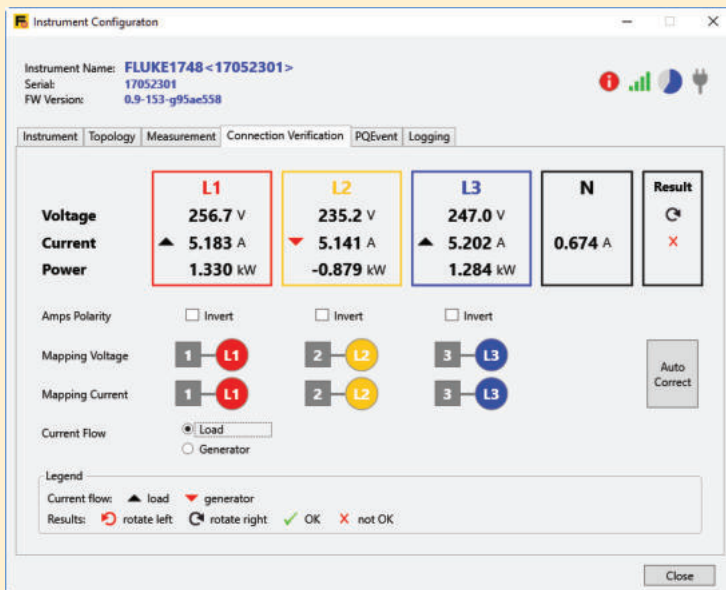 Instrument Configuraton
Instrument Name: FLUKE1748<17052301>
Serial: 17052301
FW Version: 0.9-153-g95ae558
Instrument Topology Measurement Connection Verification PQEvent Logging
L1 L2 L3 N Result
Voltage 256.7 V 235.2 V 247.0 V
Current 5.183 A 5.141 A 5.202 A 0.674 A X
Power 1.330 kW -0.879 kW 1.284 kW
Amps Polarity Invert Invert Invert
Mapping Voltage 1 L1 2 L2 3 L3
Auto
Correct
Mapping Current 1 L1 2 L2 3 L3
Current Flow Load
Generator
Legend
Current flow: load generator
Results: rotate left rotate right OK X not OK
Close